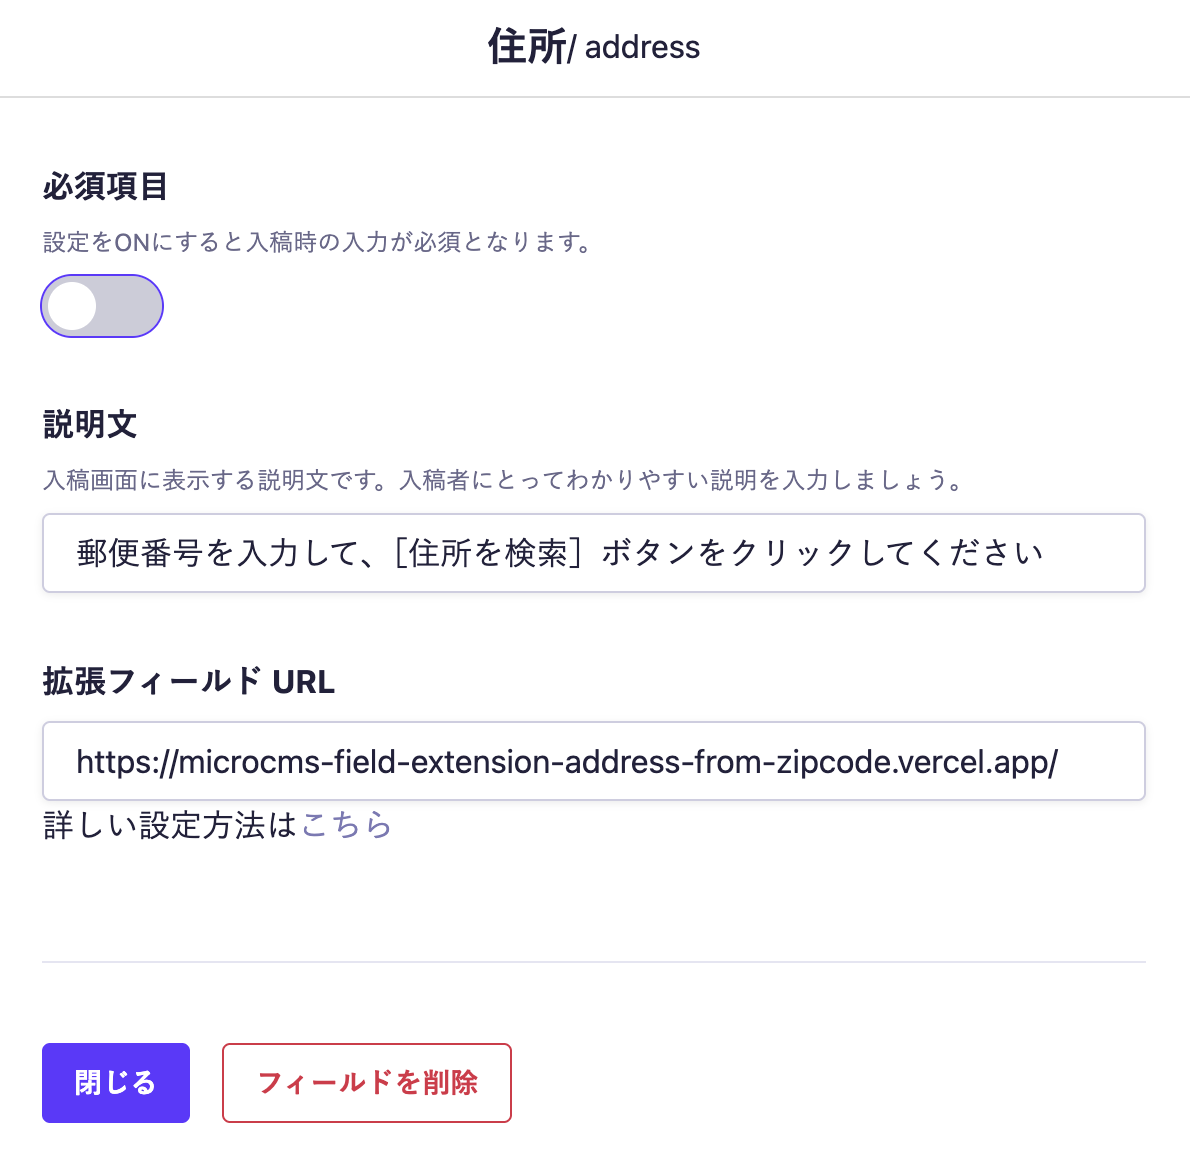 住所/ address
必須項目
設定をONにすると入稿時の入力が必須となります。
説明文
入稿画面に表示する説明文です。入稿者にとってわかりやすい説明を入力しましょう。
郵便番号を入力して、［住所を検索］ボタンをクリックしてください
拡張フィールド URL
https://microcms-field-extension-address-from-zipcode.vercel.app/
詳しい設定方法はこちら
閉じる
フィールドを削除